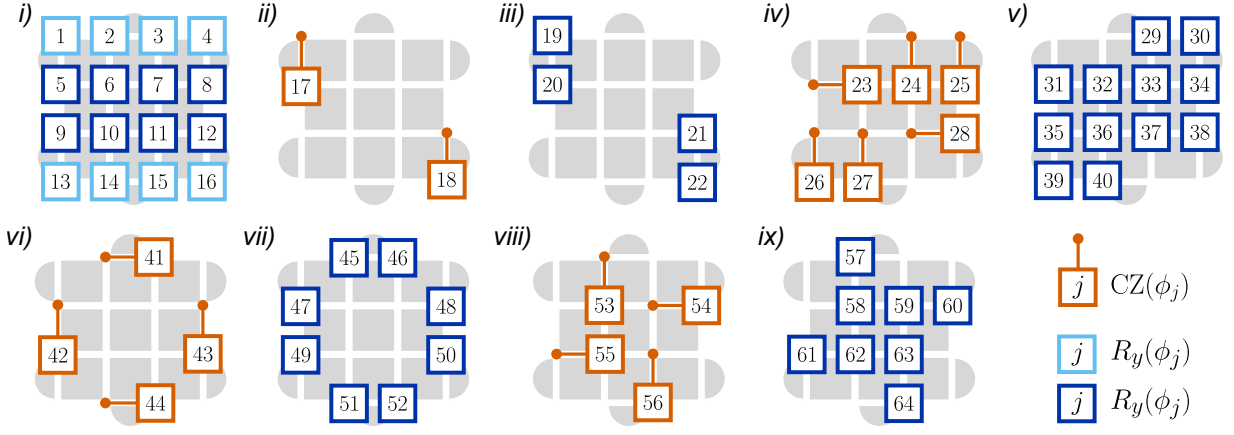 i) ii) iii) iv) v)
1 2 3 4
5 6 7 8
9 10 11 12
13 14 15 16
17
18
19
20
21
22
23 24 25
28
26 27
29 30
31 32 33 34
35 36 37 38
39 40
vi) vii) viii) ix)
41
42 43
44
45 46
47 48
49 50
51 52
53 54
55
56
57
58 59 60
61 62 63
64
j CZ(ϕ_j)
j R_y(ϕ_j)
j R_y(ϕ_j)